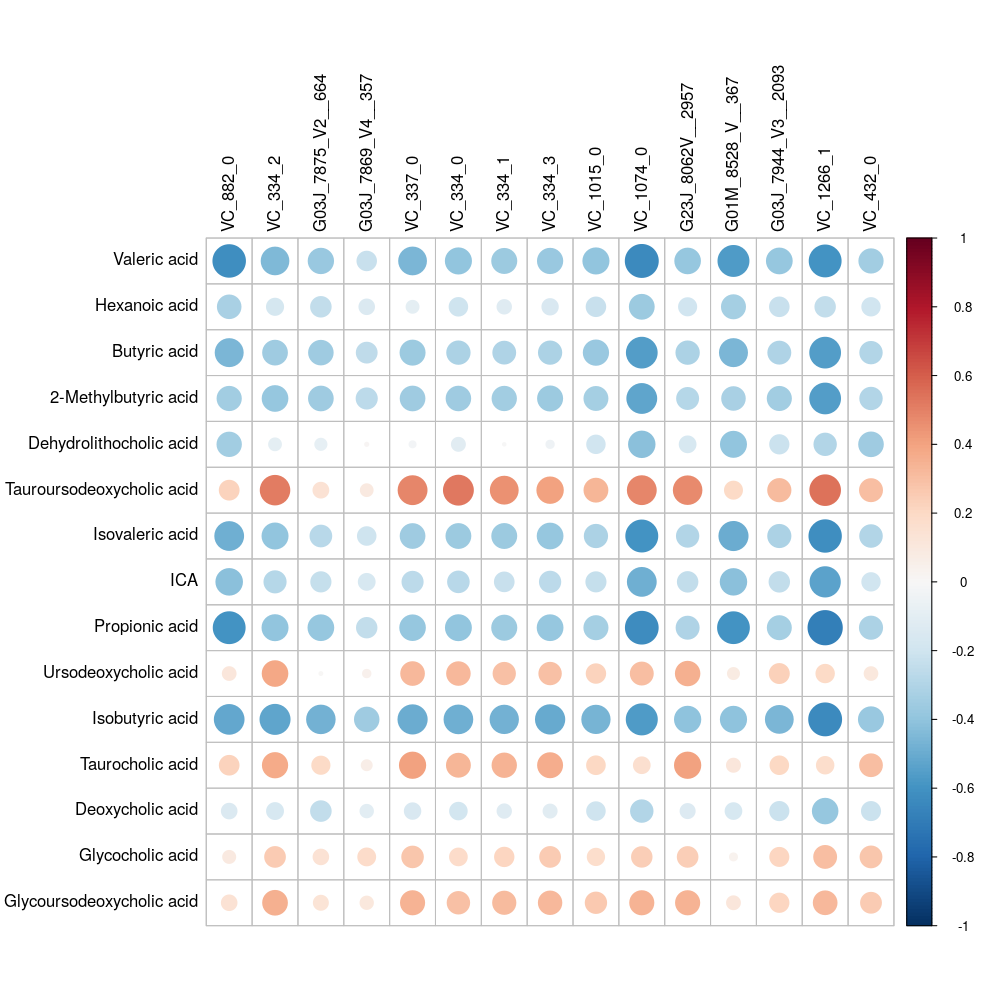 VC_882_0
VC_334_2
G03J_7875_V2__664
G03J_7869_V4__357
VC_337_0
VC_334_0
VC_334_1
VC_334_3
VC_1015_0
VC_1074_0
G23J_8062V__2957
G01M_8528_V__367
G03J_7944_V3__2093
VC_1266_1
VC_432_0
Valeric acid
Hexanoic acid
Butyric acid
2-Methylbutyric acid
Dehydrolithocholic acid
Tauroursodeoxycholic acid
Isovaleric acid
ICA
Propionic acid
Ursodeoxycholic acid
Isobutyric acid
Taurocholic acid
Deoxycholic acid
Glycocholic acid
Glycoursodeoxycholic acid
1
0.8
0.6
0.4
0.2
0
-0.2
-0.4
-0.6
-0.8
-1